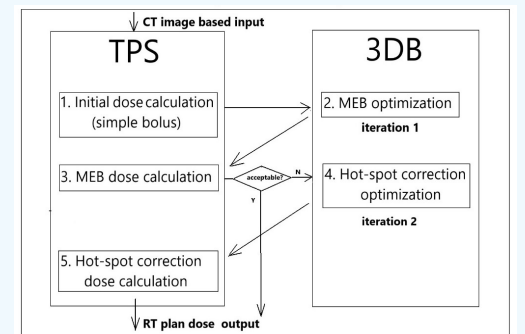 CT image based input
TPS
3DB
1. Initial dose calculation
(simple bolus)
2. MEB optimization
iteration 1
3. MEB dose calculation
acceptable?
N
Y
4. Hot-spot correction
optimization
iteration 2
5. Hot-spot correction
dose calculation
RT plan dose output